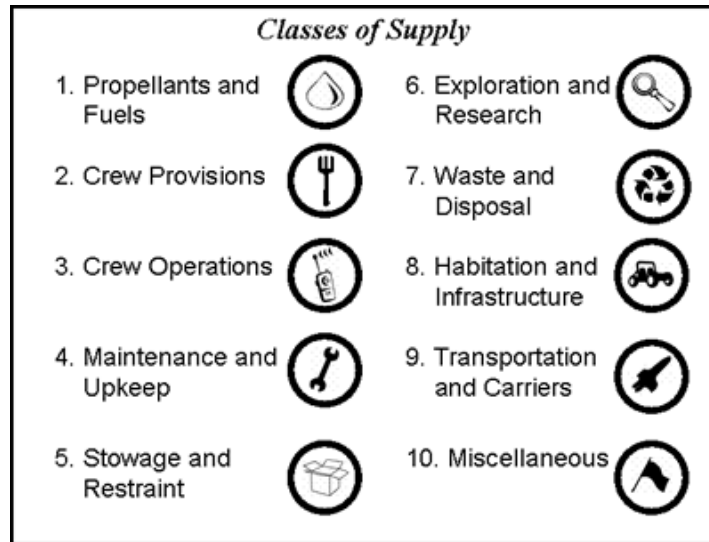 Classes of Supply
1. Propellants and
Fuels
2. Crew Provisions
3. Crew Operations
4. Maintenance and
Upkeep
5. Stowage and
Restraint
6. Exploration and
Research
7. Waste and
Disposal
8. Habitation and
Infrastructure
9. Transportation
and Carriers
10. Miscellaneous